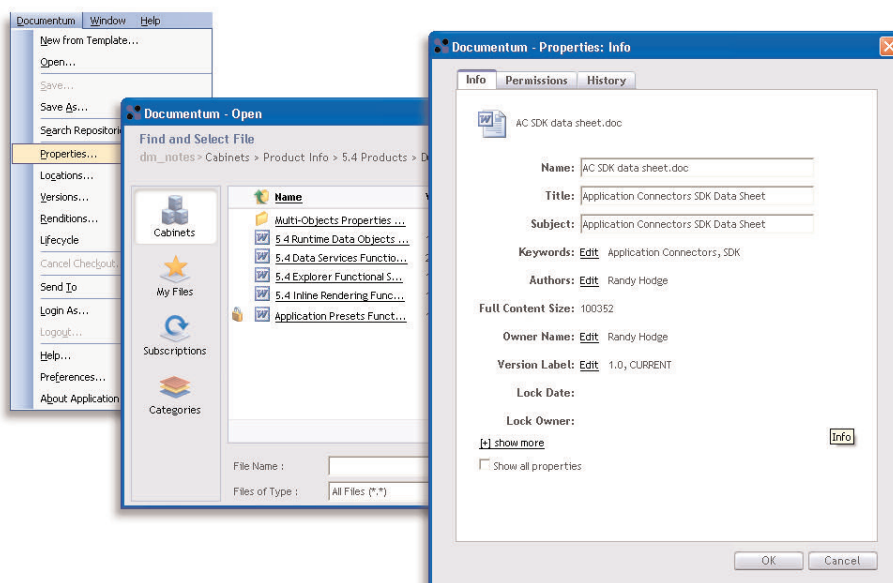 Documentum Window Help
New from Template...
Open...
Save...
Save As...
Search Repositori
Properties...
Locations...
Versions...
Renditions...
Lifecycle
Cancel Checkout.
Send To
Login As...
Logout...
Help...
Preferences...
About Application
Documentum - Open
Find and Select File
dm_notes > Cabinets > Product Info > 5.4 Products > D
Cabinets
My Files
Subscriptions
Categories
Name
Multi-Objects Properties ...
5 4 Runtime Data Objects ...
5.4 Data Services Functio...
5.4 Explorer Functional S...
5.4 Inline Rendering Func...
Application Presets Funct...
File Name :
Files of Type : All Files (*.*)
Documentum - Properties: Info
Info Permissions History
AC SDK data sheet.doc
Name: AC SDK data sheet.doc
Title: Application Connectors SDK Data Sheet
Subject: Application Connectors SDK Data Sheet
Keywords: Edit Application Connectors, SDK
Authors: Edit Randy Hodge
Full Content Size: 100352
Owner Name: Edit Randy Hodge
Version Label: Edit 1.0, CURRENT
Lock Date:
Lock Owner:
[+] show more
Info
Show all properties
OK Cancel